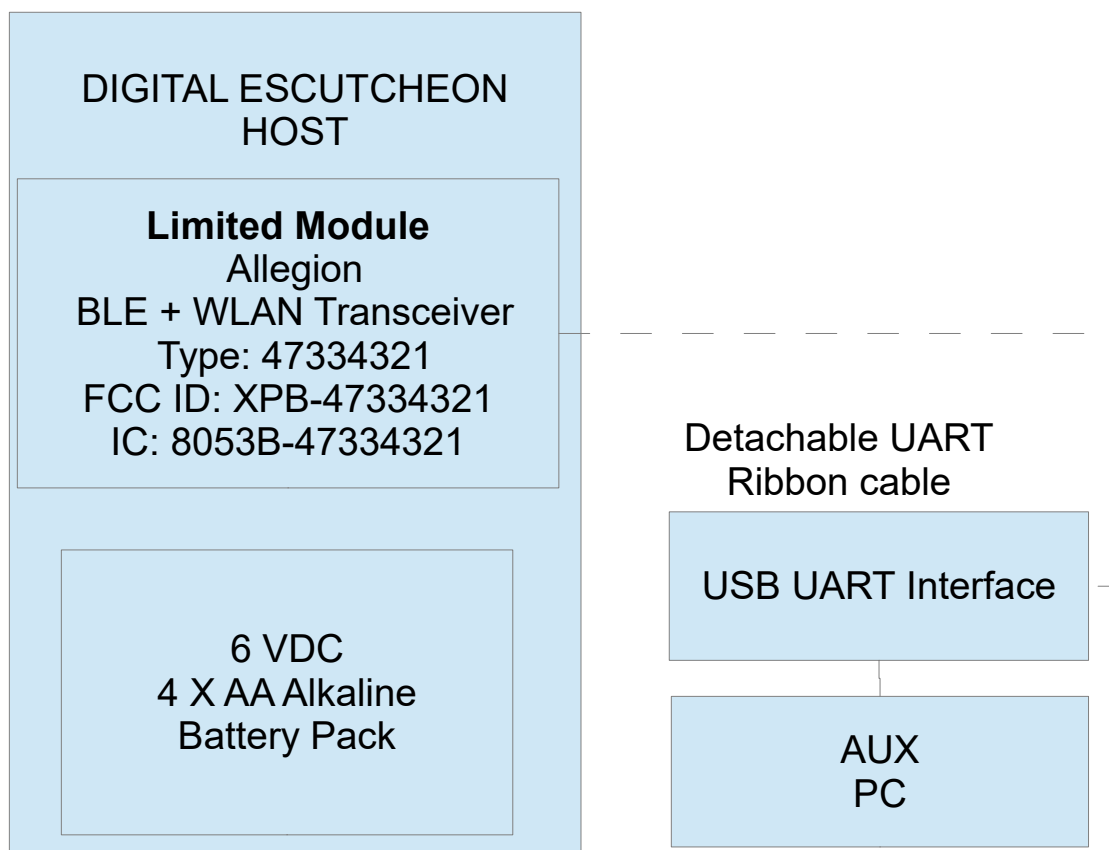 DIGITAL ESCUTCHEON
HOST
Limited Module
Allegion
BLE + WLAN Transceiver
Type: 47334321
FCC ID: XPB-47334321
IC: 8053B-47334321
6 VDC
4 X AA Alkaline
Battery Pack
Detachable UART
Ribbon cable
USB UART Interface
AUX
PC